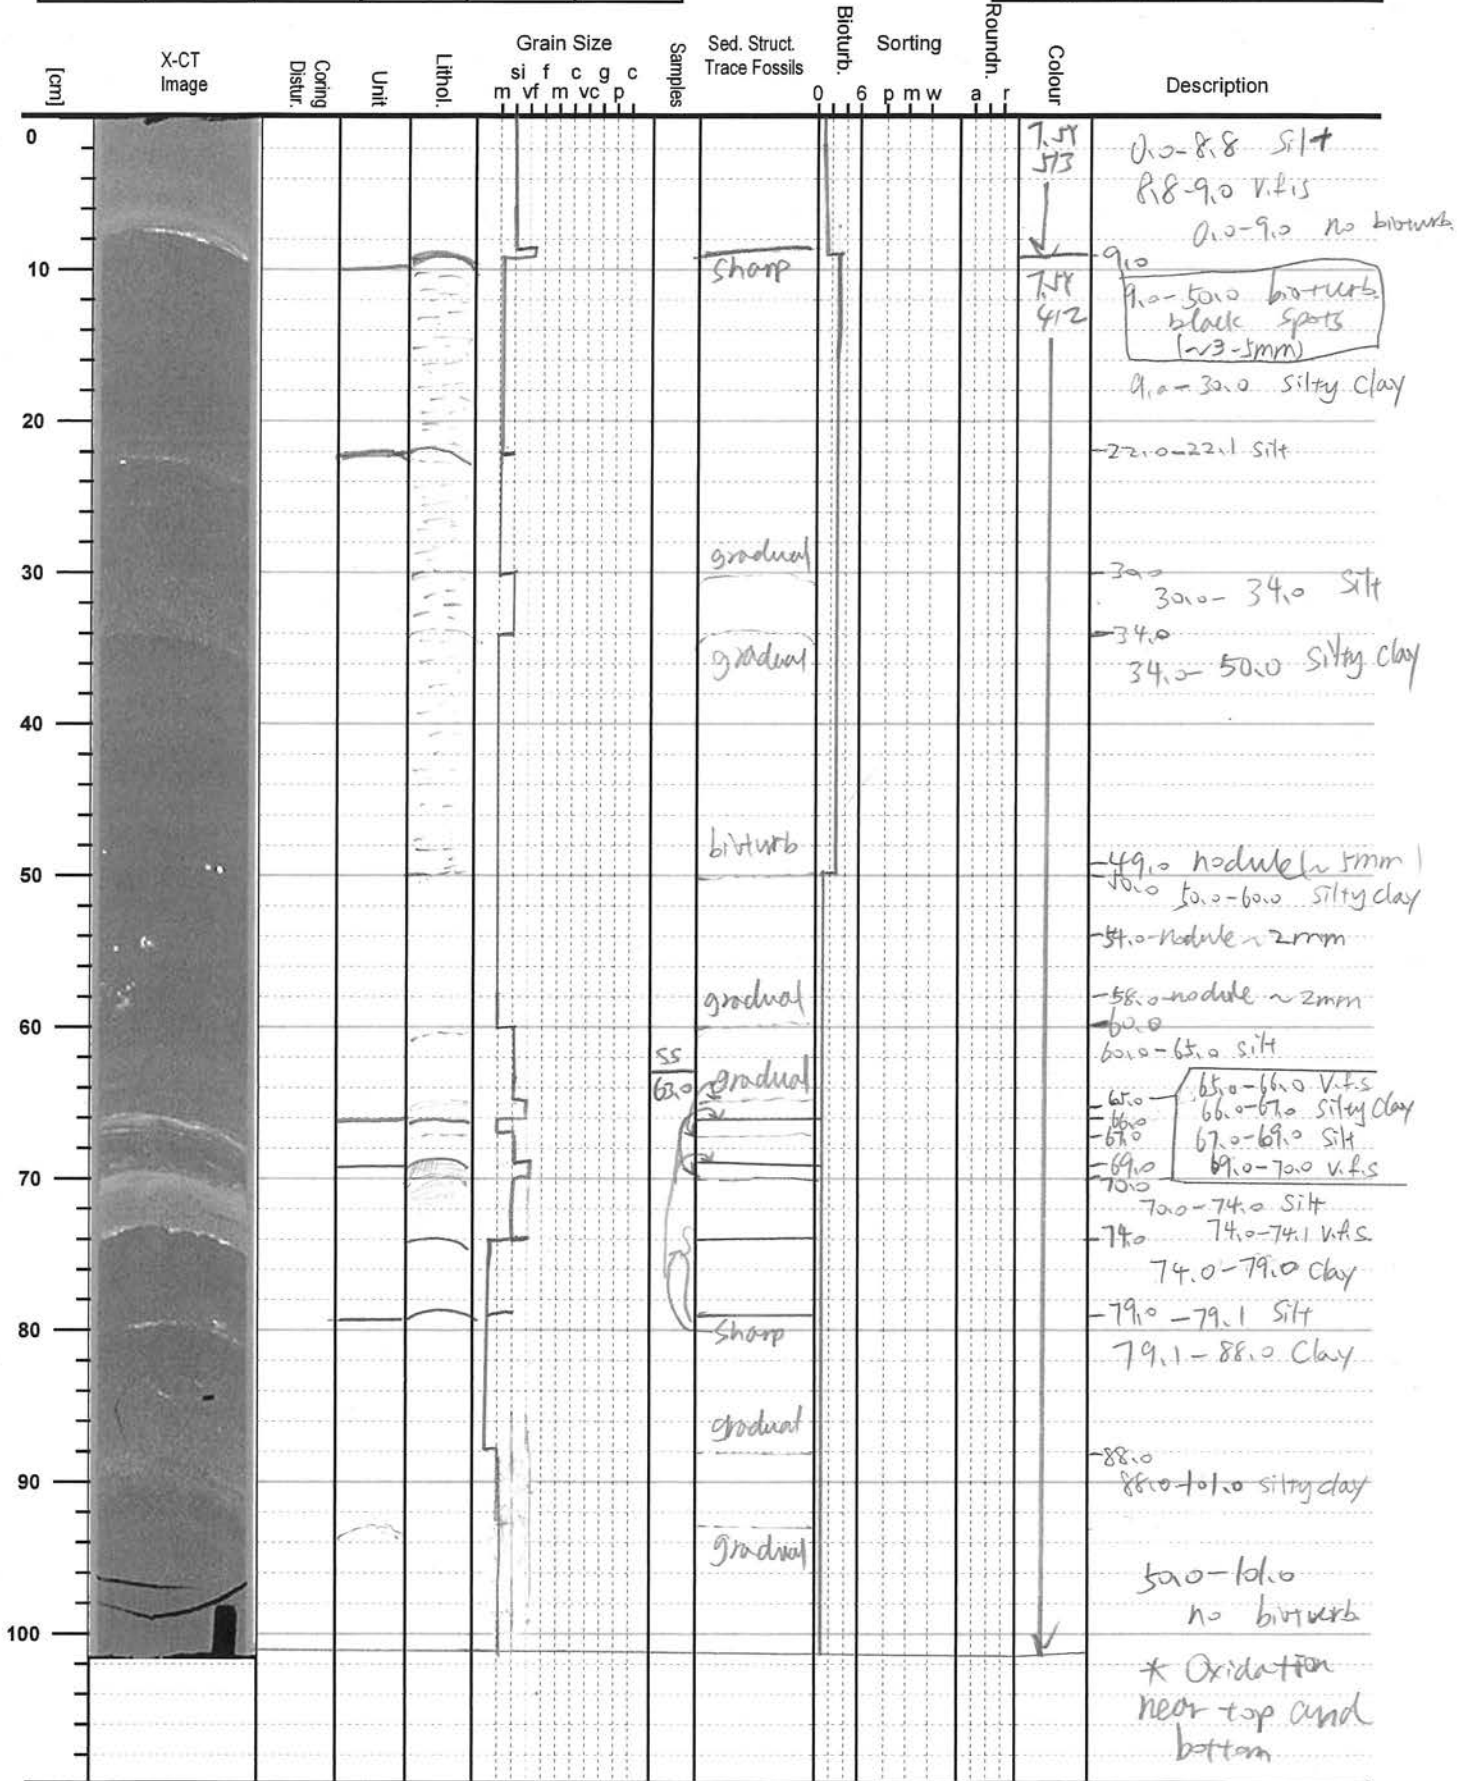 [cm]
X-CT
Image
Coring
Distur.
Unit
Lithol.
Grain Size
si f c g c
m vf m vc p
Samples
Sed. Struct.
Trace Fossils
Bioturb.
0 6
Sorting
p m w
Roundn.
a r
Colour
Description
0
10
20
30
40
50
60
70
80
90
100
SS
63.0
sharp
gradual
gradual
bioturb
gradual
gradual
Sharp
gradual
gradual
7.5Y
5/3
7.5Y
4/2
0.0-8.8 Silt
8.8-9.0 v.f.s
0.0-9.0 no bioturb.
9.0
9.0-50.0 bioturb.
black spots
(~3-5mm)
9.0-30.0 silty clay
22.0-22.1 silt
30.0
30.0-34.0 Silt
34.0
34.0-50.0 Silty clay
49.0 nodule (~5mm)
50.0
50.0-60.0 silty clay
54.0-nodule ~2mm
58.0-nodule ~2mm
60.0
60.0-65.0 silt
65.0
65.0-66.0 V.f.s
66.0
66.0-67.0 silty clay
67.0
67.0-69.0 Silt
69.0
69.0-70.0 v.f.s
70.0
70.0-74.0 Silt
74.0
74.0-74.1 v.f.s.
74.0-79.0 Clay
79.0-79.1 Silt
79.1-88.0 Clay
88.0
88.0-101.0 silty clay
50.0-101.0
no bioturb
* Oxidation
near top and
bottom